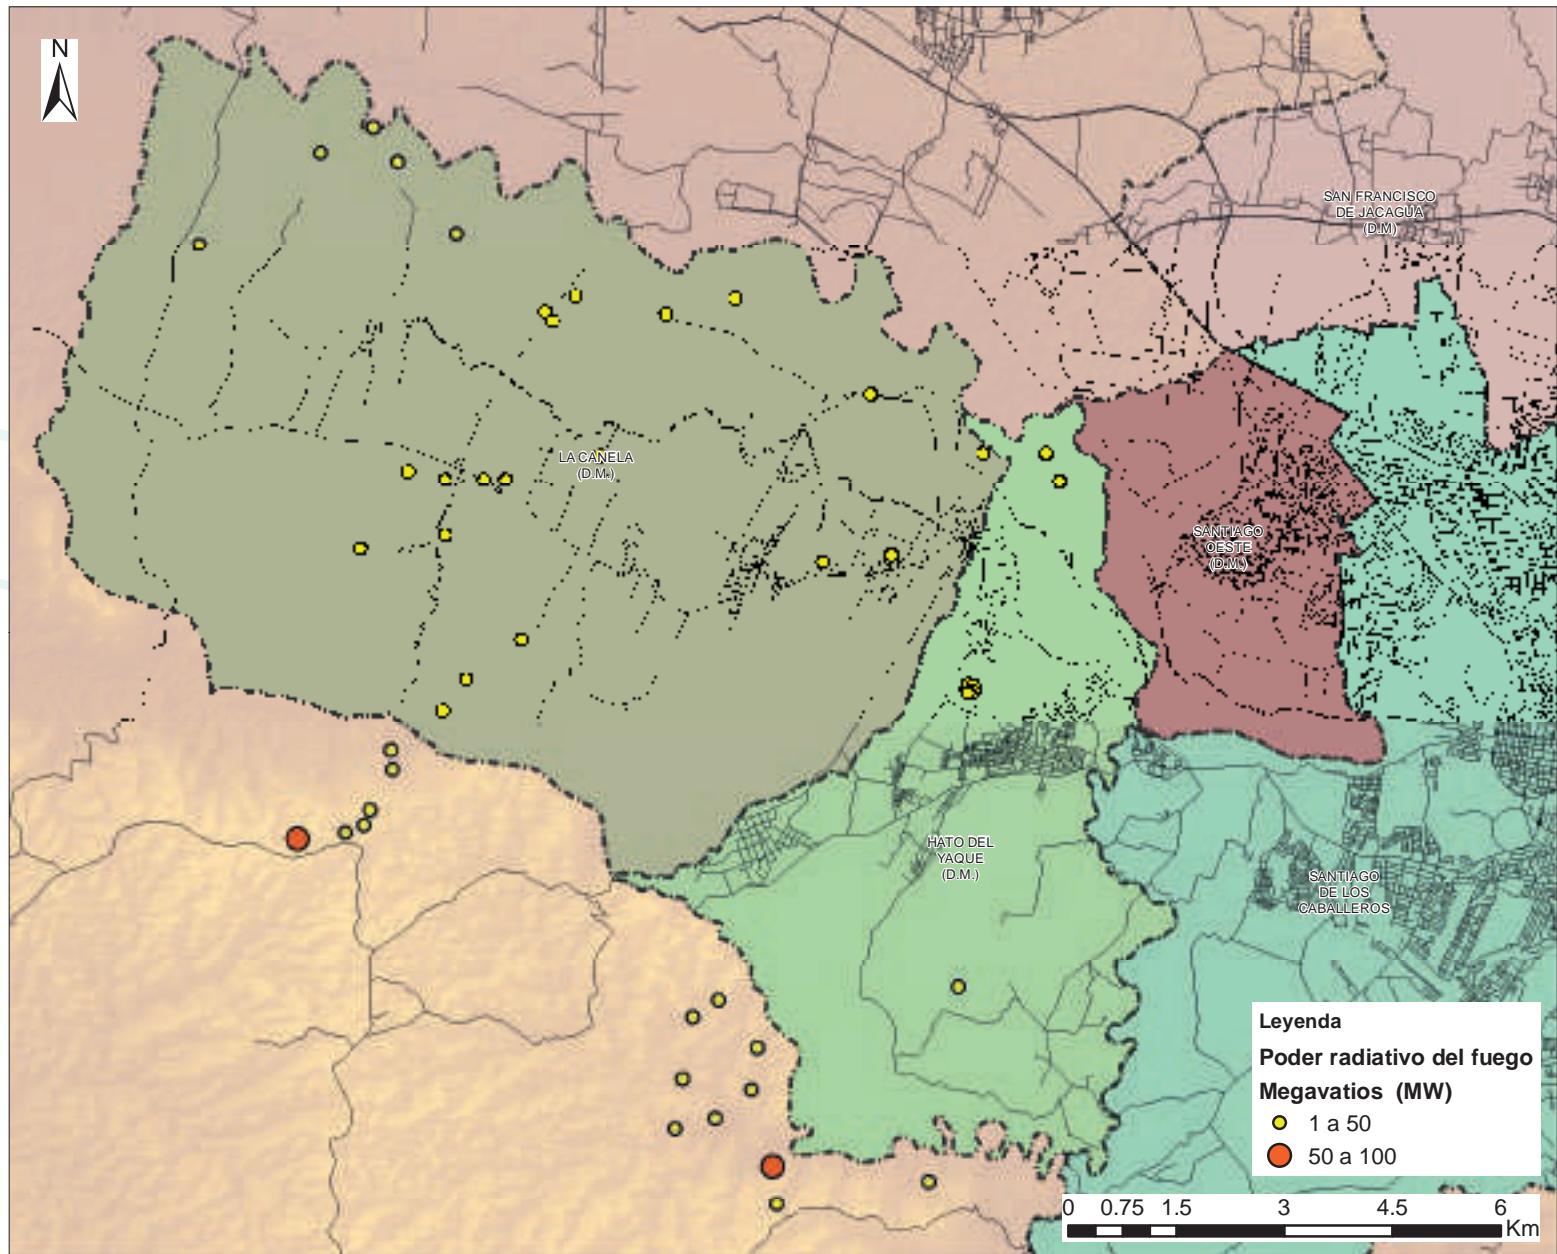 N
SAN FRANCISCO
DE JACAGUA
(D.M)
LA CANELA
(D.M.)
SANTIAGO
OESTE
(D.M.)
HATO DEL
YAQUE
(D.M.)
SANTIAGO
DE LOS
CABALLEROS
Leyenda
Poder radiativo del fuego
Megavatios (MW)
1 a 50
50 a 100
0 0.75 1.5 3 4.5 6
Km